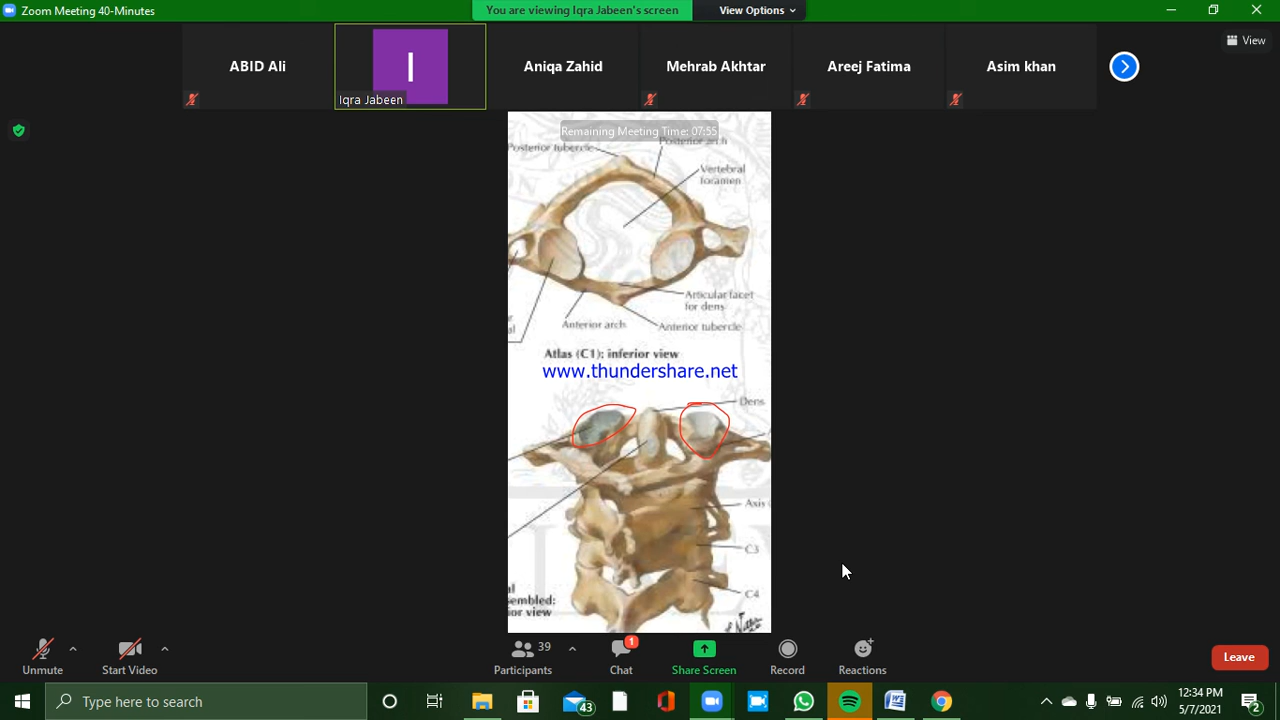 Zoom Meeting 40-Minutes
You are viewing Iqra Jabeen's screen
View Options
View
ABID Ali
I
Iqra Jabeen
Aniqa Zahid
Mehrab Akhtar
Areej Fatima
Asim khan
Remaining Meeting Time: 07:55
Posterior tubercle
Posterior arch
Vertebral
foramen
Articular facet
for dens
Anterior arch
Anterior tubercle
Atlas (C1): inferior view
www.thundershare.net
Dens
Axis (
C3
C4
sembled:
ior view
Unmute
Start Video
39
Participants
1
Chat
Share Screen
Record
Reactions
Leave
Type here to search
43
12:34 PM
5/7/2021
2